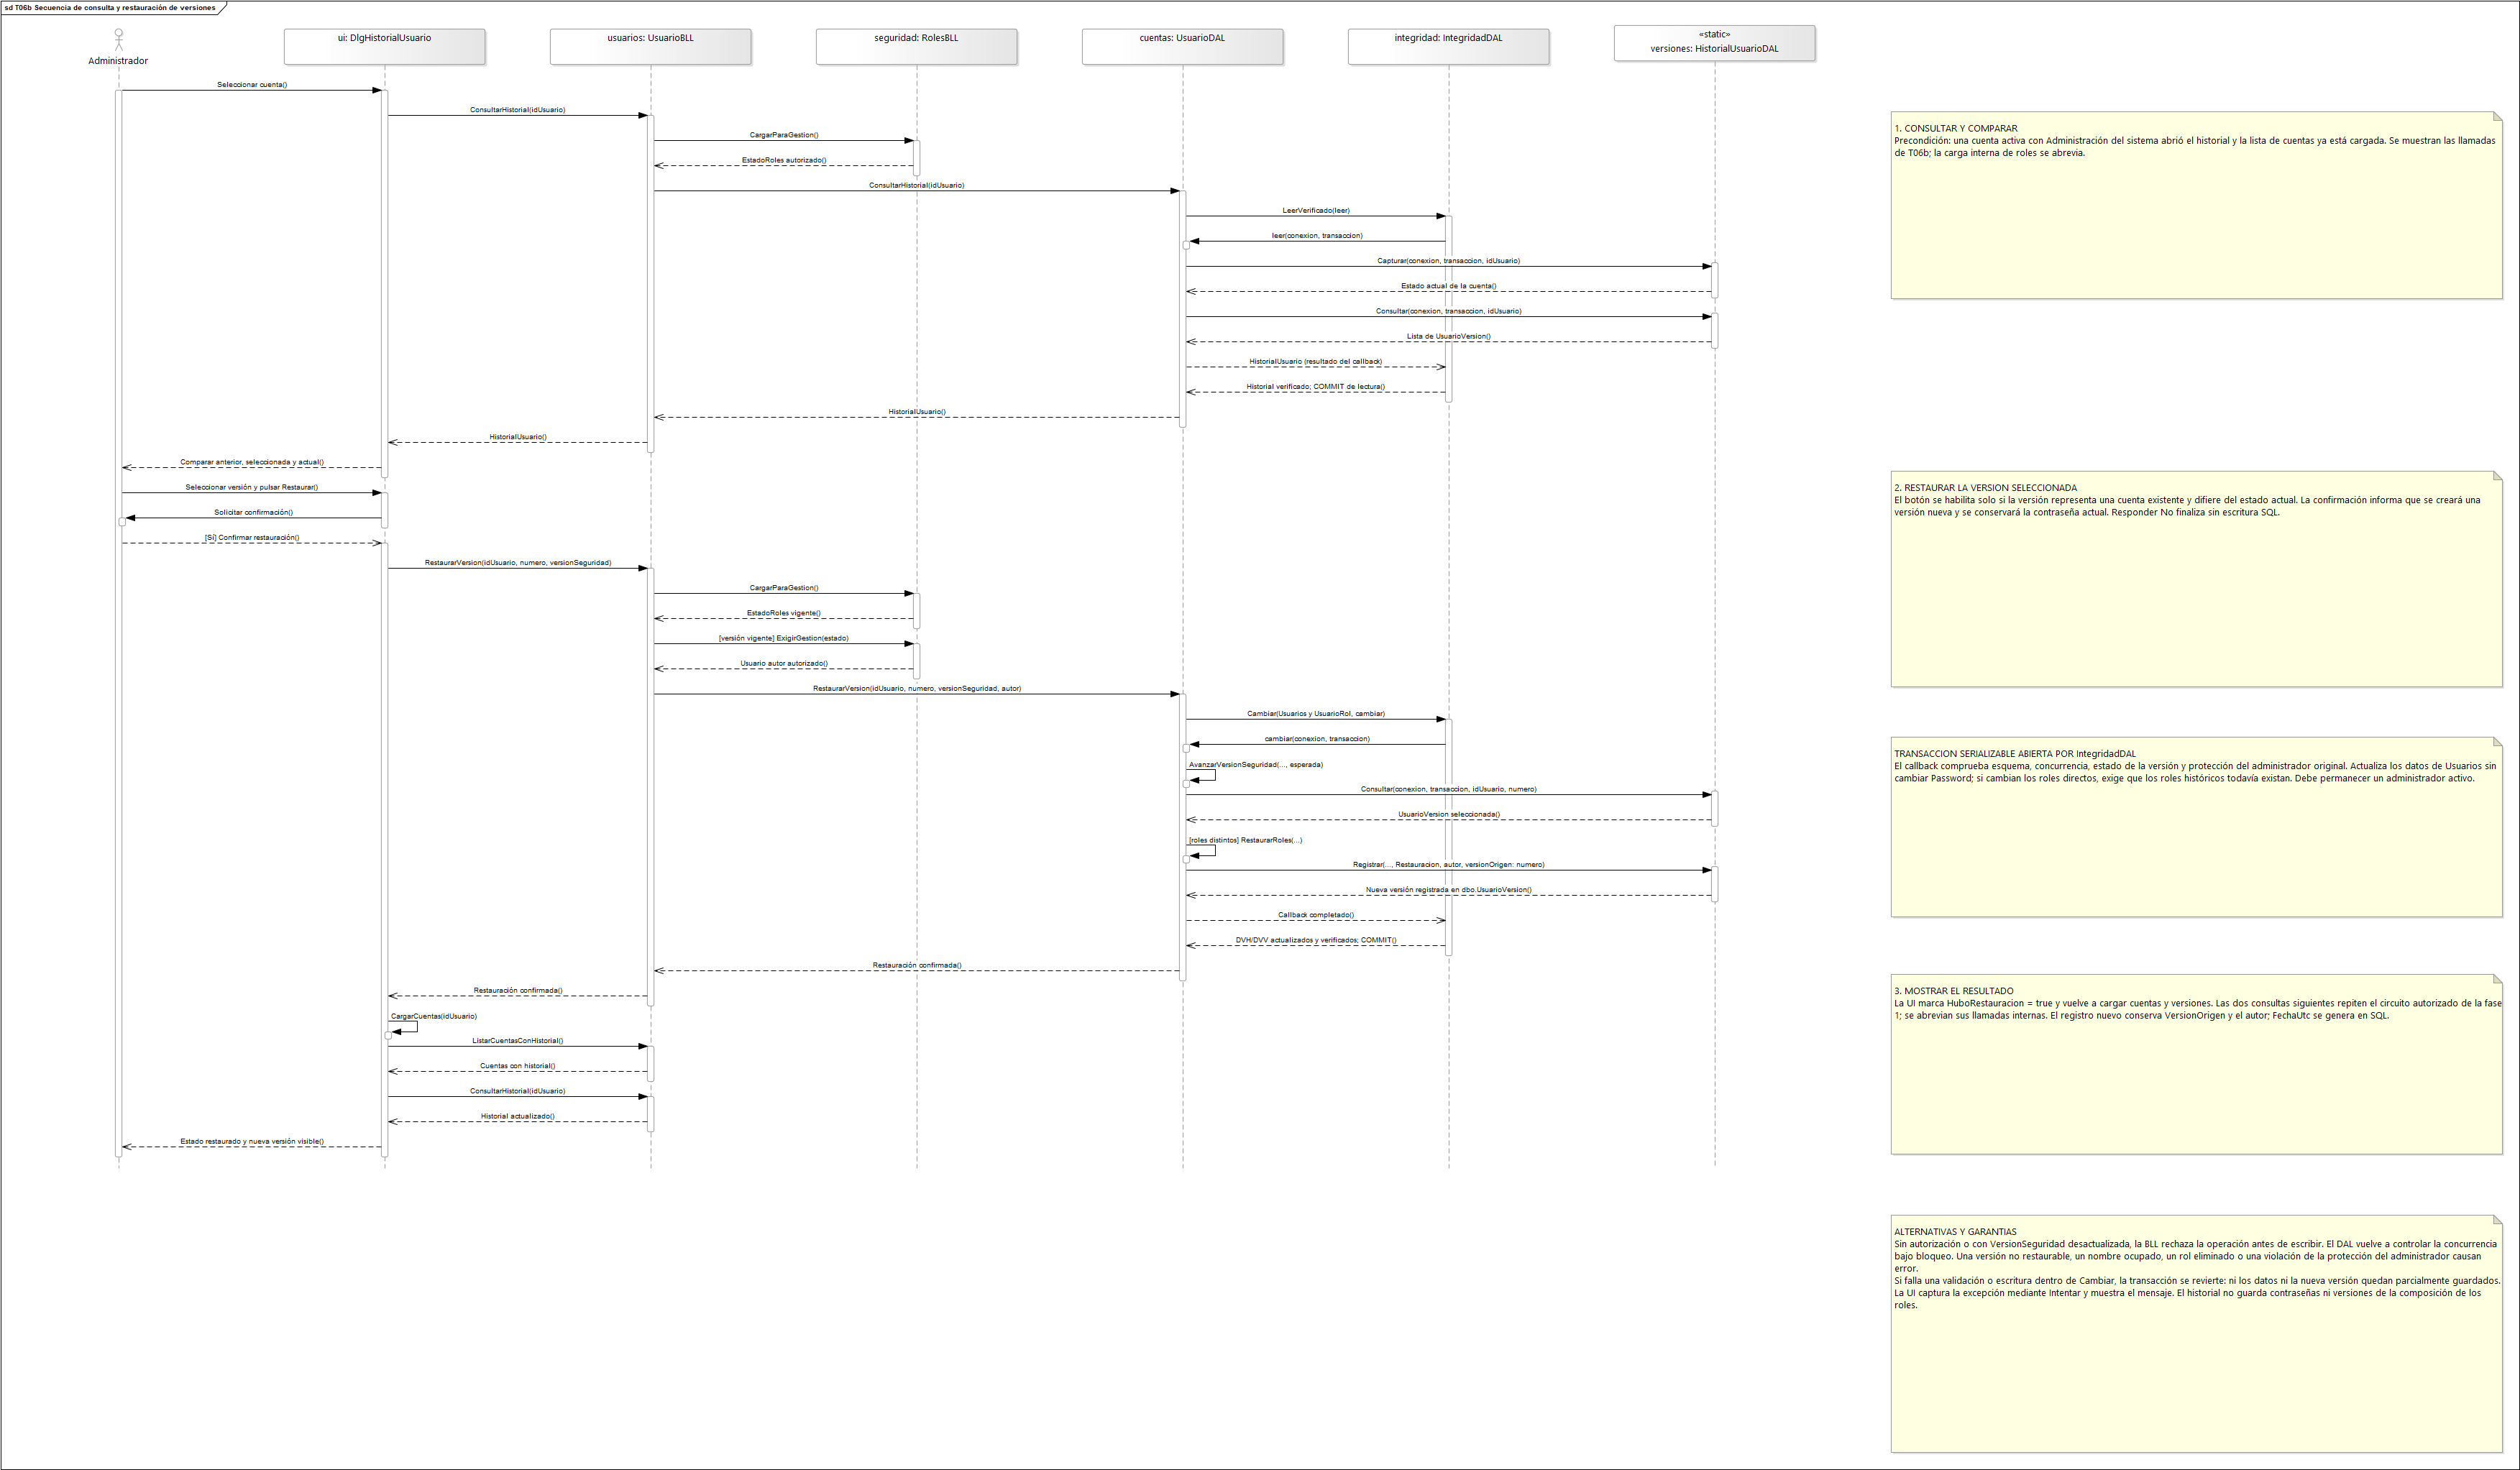 sd T06b Secuencia de consulta y restauración de versiones
Administrador
ui: DlgHistorialUsuario
usuarios: UsuarioBLL
seguridad: RolesBLL
cuentas: UsuarioDAL
integridad: IntegridadDAL
«static»
versiones: HistorialUsuarioDAL
Seleccionar cuenta()
ConsultarHistorial(idUsuario)
CargarParaGestion()
EstadoRoles autorizado()
ConsultarHistorial(idUsuario)
LeerVerificado(leer)
leer(conexion, transaccion)
Capturar(conexion, transaccion, idUsuario)
Estado actual de la cuenta()
Consultar(conexion, transaccion, idUsuario)
Lista de UsuarioVersion()
HistorialUsuario (resultado del callback)
Historial verificado; COMMIT de lectura()
HistorialUsuario()
HistorialUsuario()
Comparar anterior, seleccionada y actual()
Seleccionar versión y pulsar Restaurar()
Solicitar confirmación()
[Sí] Confirmar restauración()
RestaurarVersion(idUsuario, numero, versionSeguridad)
CargarParaGestion()
EstadoRoles vigente()
[versión vigente] ExigirGestion(estado)
Usuario autor autorizado()
RestaurarVersion(idUsuario, numero, versionSeguridad, autor)
Cambiar(Usuarios y UsuarioRol, cambiar)
cambiar(conexion, transaccion)
AvanzarVersionSeguridad(..., esperada)
Consultar(conexion, transaccion, idUsuario, numero)
UsuarioVersion seleccionada()
[roles distintos] RestaurarRoles(...)
Registrar(..., Restauracion, autor, versionOrigen: numero)
Nueva versión registrada en dbo.UsuarioVersion()
Callback completado()
DVH/DVV actualizados y verificados; COMMIT()
Restauración confirmada()
Restauración confirmada()
CargarCuentas(idUsuario)
ListarCuentasConHistorial()
Cuentas con historial()
ConsultarHistorial(idUsuario)
Historial actualizado()
Estado restaurado y nueva versión visible()
1. CONSULTAR Y COMPARAR
Precondición: una cuenta activa con Administración del sistema abrió el historial y la lista de cuentas ya está cargada. Se muestran las llamadas
de T06b; la carga interna de roles se abrevia.
2. RESTAURAR LA VERSION SELECCIONADA
El botón se habilita solo si la versión representa una cuenta existente y difiere del estado actual. La confirmación informa que se creará una
versión nueva y se conservará la contraseña actual. Responder No finaliza sin escritura SQL.
TRANSACCION SERIALIZABLE ABIERTA POR IntegridadDAL
El callback comprueba esquema, concurrencia, estado de la versión y protección del administrador original. Actualiza los datos de Usuarios sin
cambiar Password; si cambian los roles directos, exige que los roles históricos todavía existan. Debe permanecer un administrador activo.
3. MOSTRAR EL RESULTADO
La UI marca HuboRestauracion = true y vuelve a cargar cuentas y versiones. Las dos consultas siguientes repiten el circuito autorizado de la fase
1; se abrevian sus llamadas internas. El registro nuevo conserva VersionOrigen y el autor; FechaUtc se genera en SQL.
ALTERNATIVAS Y GARANTIAS
Sin autorización o con VersionSeguridad desactualizada, la BLL rechaza la operación antes de escribir. El DAL vuelve a controlar la concurrencia
bajo bloqueo. Una versión no restaurable, un nombre ocupado, un rol eliminado o una violación de la protección del administrador causan
error.
Si falla una validación o escritura dentro de Cambiar, la transacción se revierte: ni los datos ni la nueva versión quedan parcialmente guardados.
La UI captura la excepción mediante Intentar y muestra el mensaje. El historial no guarda contraseñas ni versiones de la composición de los
roles.